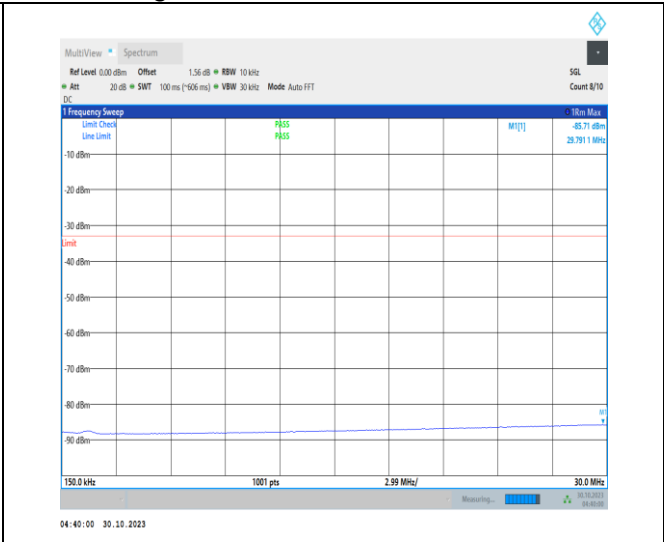 MultiView Spectrum
Ref Level 0.00 dBm Offset 1.56 dB RBW 10 kHz SGL
Att 20 dB SWT 100 ms (~606 ms) VBW 30 kHz Mode Auto FFT Count 8/10
DC
1 Frequency Sweep 1Rm Max
Limit Check PASS M1[1] -85.71 dBm
Line Limit PASS 29.7911 MHz
-10 dBm
-20 dBm
-30 dBm
Limit
-40 dBm
-50 dBm
-60 dBm
-70 dBm
-80 dBm
M1
-90 dBm
150.0 kHz 1001 pts 2.99 MHz/ 30.0 MHz
Measuring... 30.10.2023
04:40:00
04:40:00 30.10.2023